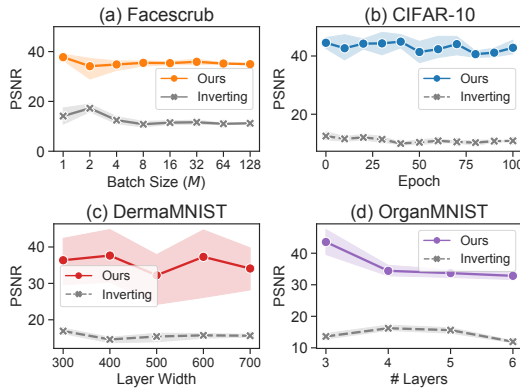 (a) Facescrub
PSNR
40
20
0
Ours
Inverting
1 2 4 8 16 32 64 128
Batch Size (M)
(b) CIFAR-10
PSNR
40
20
0
Ours
Inverting
0 25 50 75 100
Epoch
(c) DermaMNIST
PSNR
40
30
20
Ours
Inverting
300 400 500 600 700
Layer Width
(d) OrganMNIST
PSNR
40
20
Ours
Inverting
3 4 5 6
# Layers